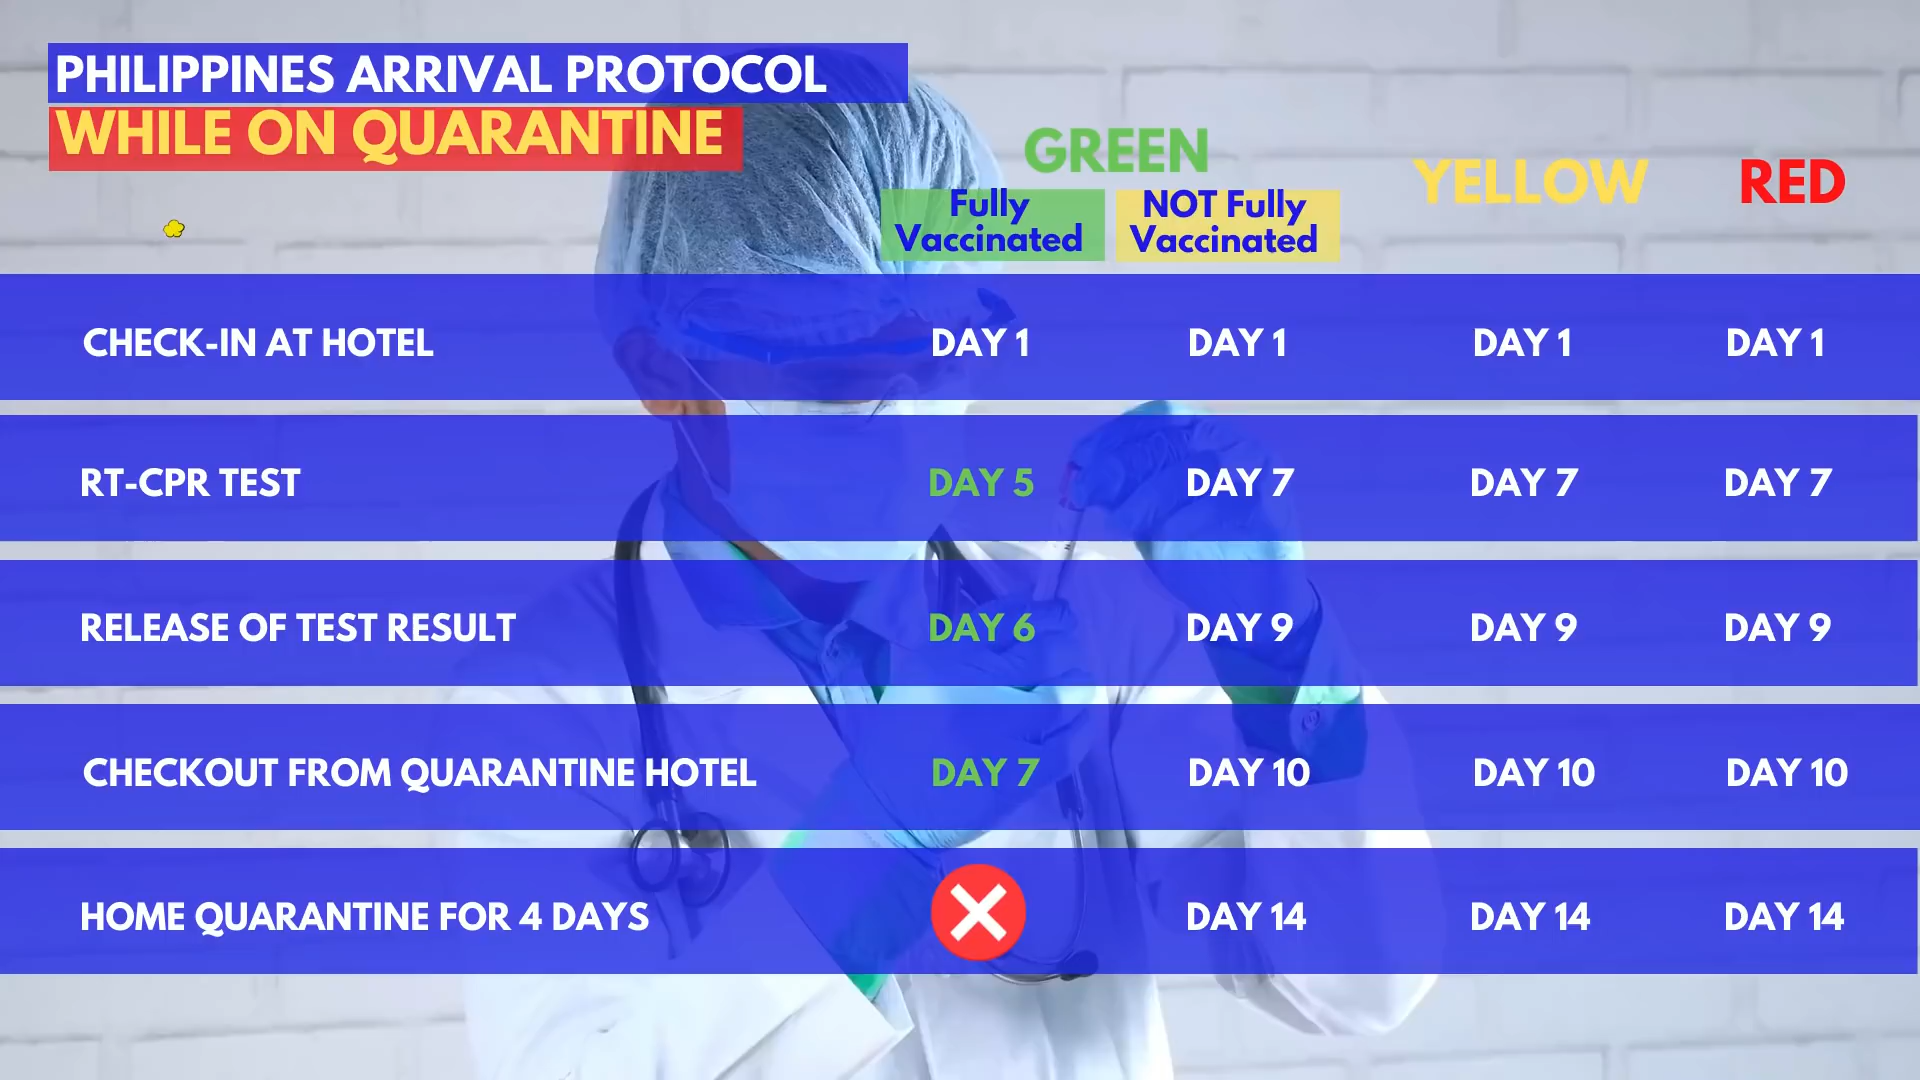 PHILIPPINES ARRIVAL PROTOCOL
WHILE ON QUARANTINE
GREEN
YELLOW
RED
Fully
Vaccinated
NOT Fully
Vaccinated
CHECK-IN AT HOTEL DAY 1 DAY 1 DAY 1 DAY 1
RT-CPR TEST DAY 5 DAY 7 DAY 7 DAY 7
RELEASE OF TEST RESULT DAY 6 DAY 9 DAY 9 DAY 9
CHECKOUT FROM QUARANTINE HOTEL DAY 7 DAY 10 DAY 10 DAY 10
HOME QUARANTINE FOR 4 DAYS DAY 14 DAY 14 DAY 14